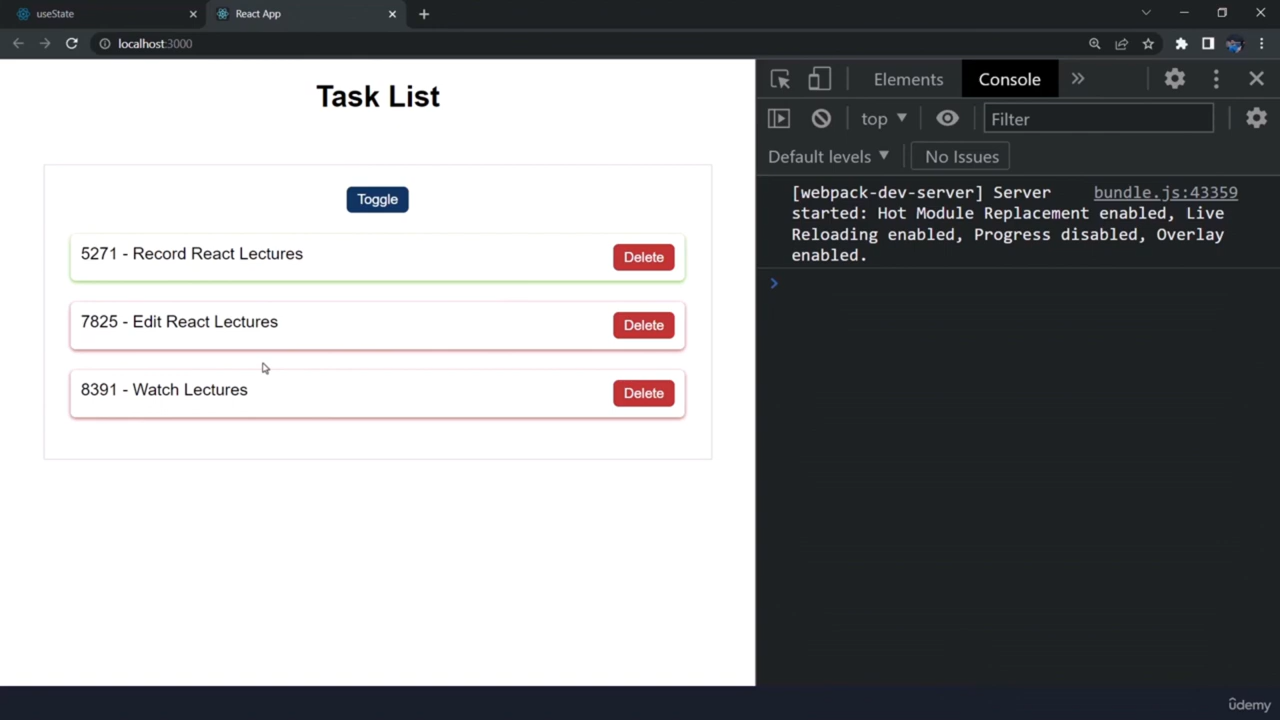 useState
React App
localhost:3000
Task List
Toggle
5271 - Record React Lectures
Delete
7825 - Edit React Lectures
Delete
8391 - Watch Lectures
Delete
Elements
Console
top
Filter
Default levels
No Issues
[webpack-dev-server] Server bundle.js:43359
started: Hot Module Replacement enabled, Live
Reloading enabled, Progress disabled, Overlay
enabled.
ûdemy